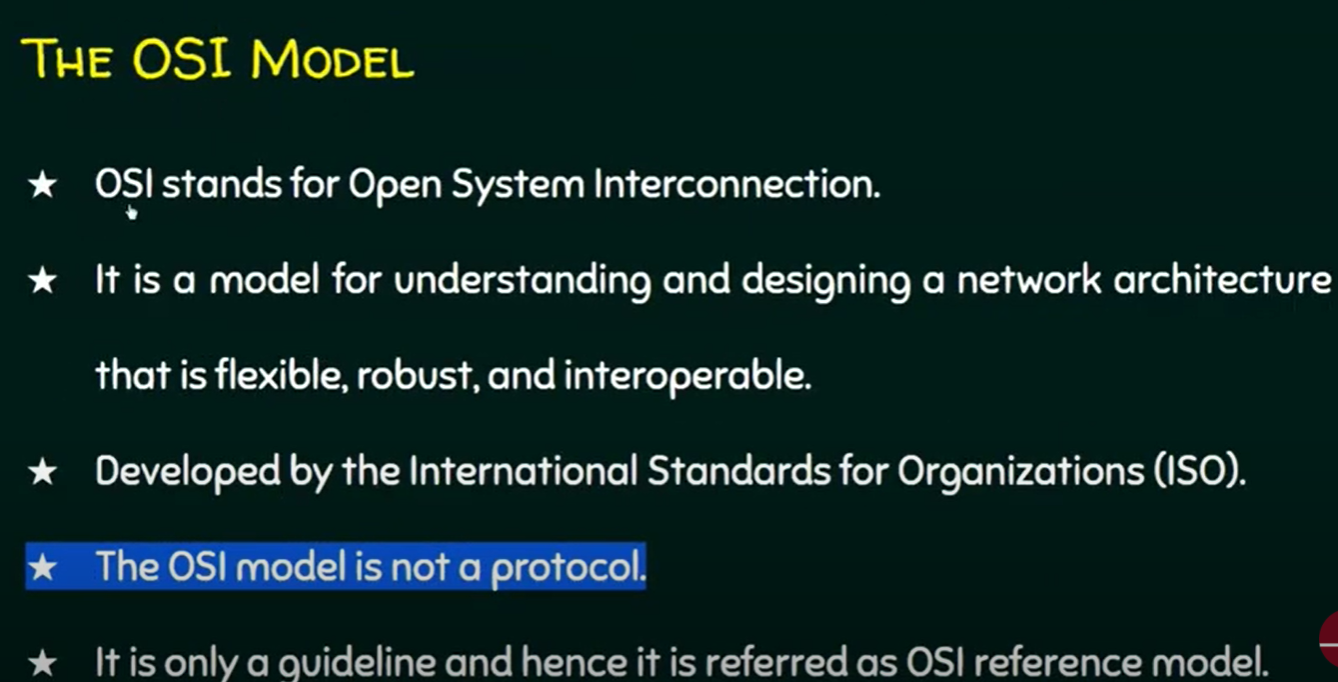 THE OSI MODEL
★ OSI stands for Open System Interconnection.
★ It is a model for understanding and designing a network architecture
that is flexible, robust, and interoperable.
★ Developed by the International Standards for Organizations (ISO).
★ The OSI model is not a protocol.
★ It is only a guideline and hence it is referred as OSI reference model.